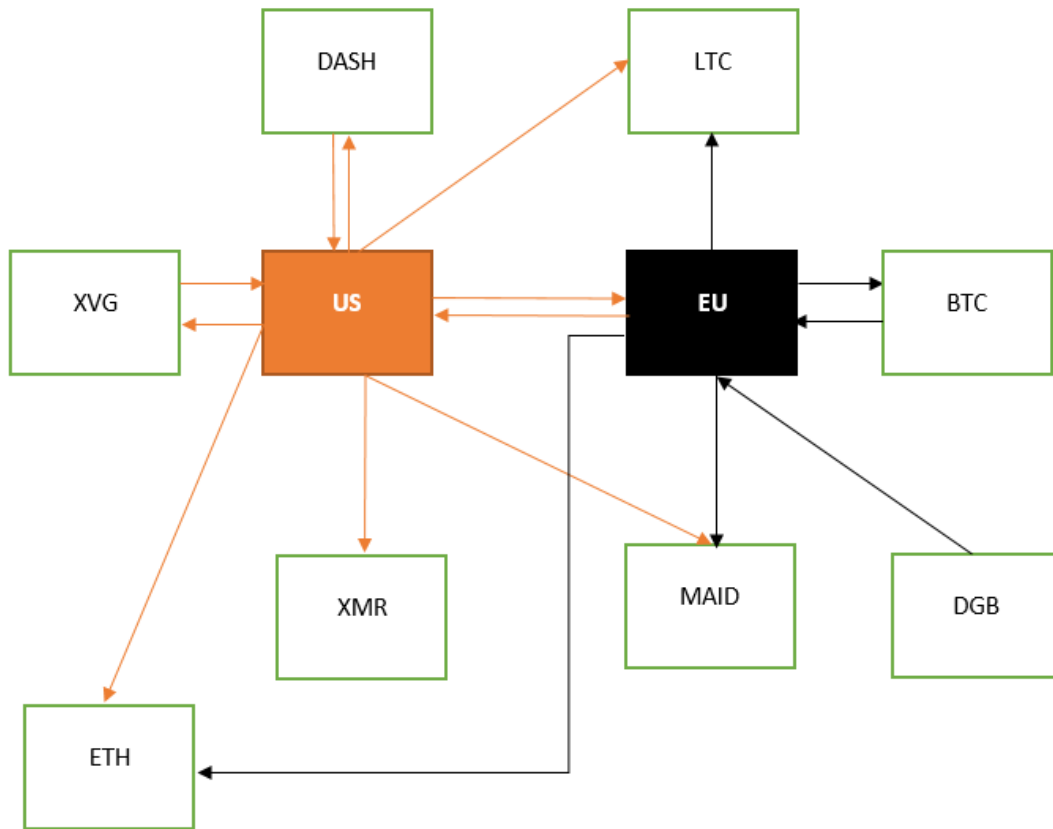 DASH
LTC
XVG
US
EU
BTC
XMR
MAID
DGB
ETH